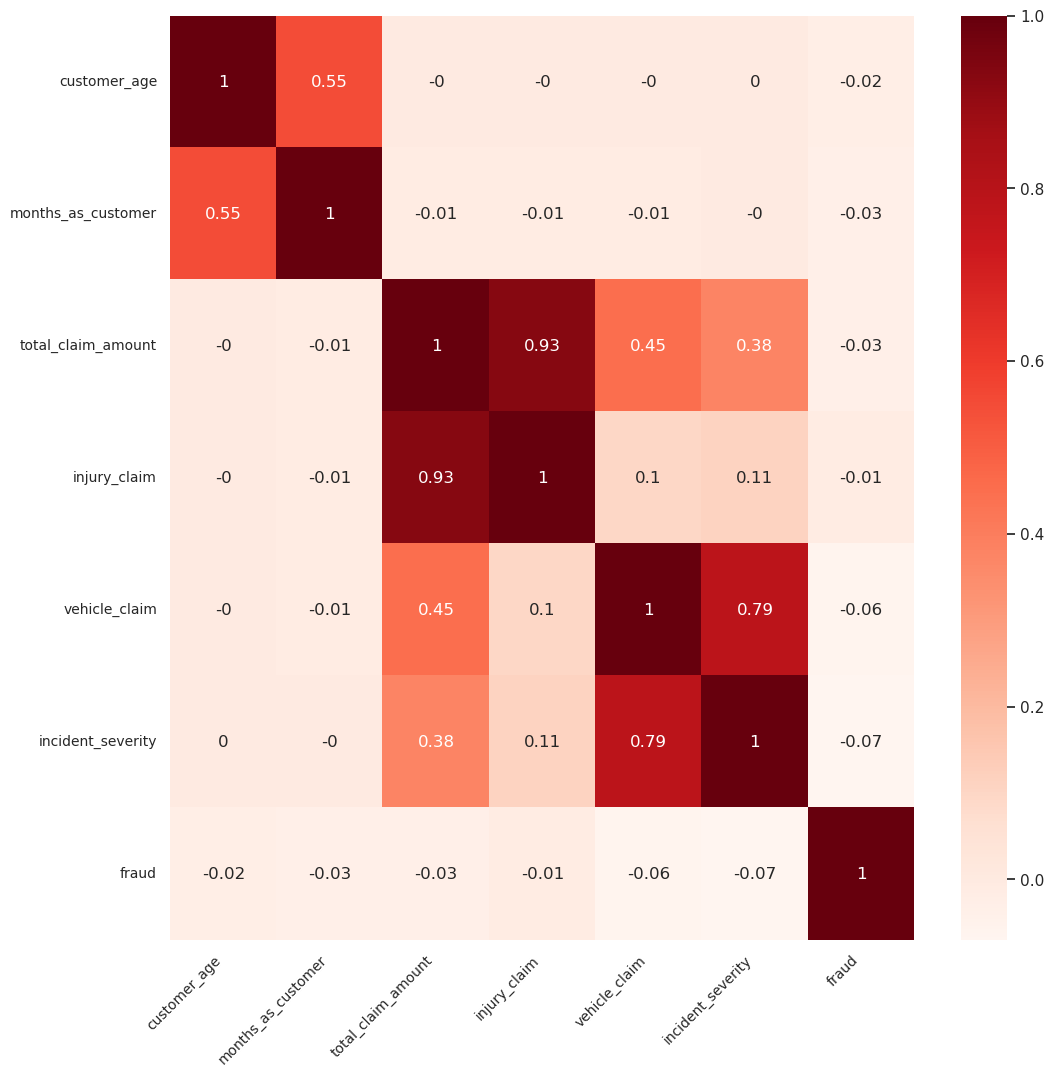 customer_age 1 0.55 -0 -0 -0 0 -0.02
months_as_customer 0.55 1 -0.01 -0.01 -0.01 -0 -0.03
total_claim_amount -0 -0.01 1 0.93 0.45 0.38 -0.03
injury_claim -0 -0.01 0.93 1 0.1 0.11 -0.01
vehicle_claim -0 -0.01 0.45 0.1 1 0.79 -0.06
incident_severity 0 -0 0.38 0.11 0.79 1 -0.07
fraud -0.02 -0.03 -0.03 -0.01 -0.06 -0.07 1
customer_age months_as_customer total_claim_amount injury_claim vehicle_claim incident_severity fraud
1.0
0.8
0.6
0.4
0.2
0.0